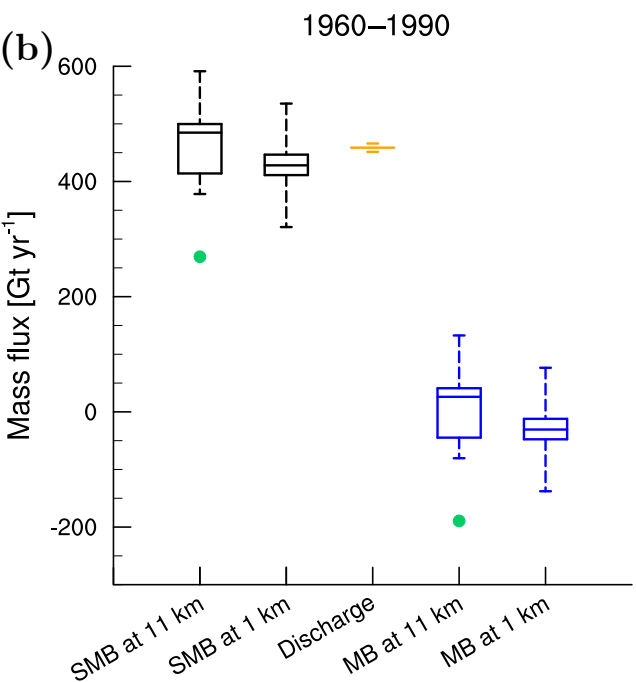 1960–1990
(b)
Mass flux [Gt yr⁻¹]
600
400
200
0
-200
SMB at 11 km
SMB at 1 km
Discharge
MB at 11 km
MB at 1 km